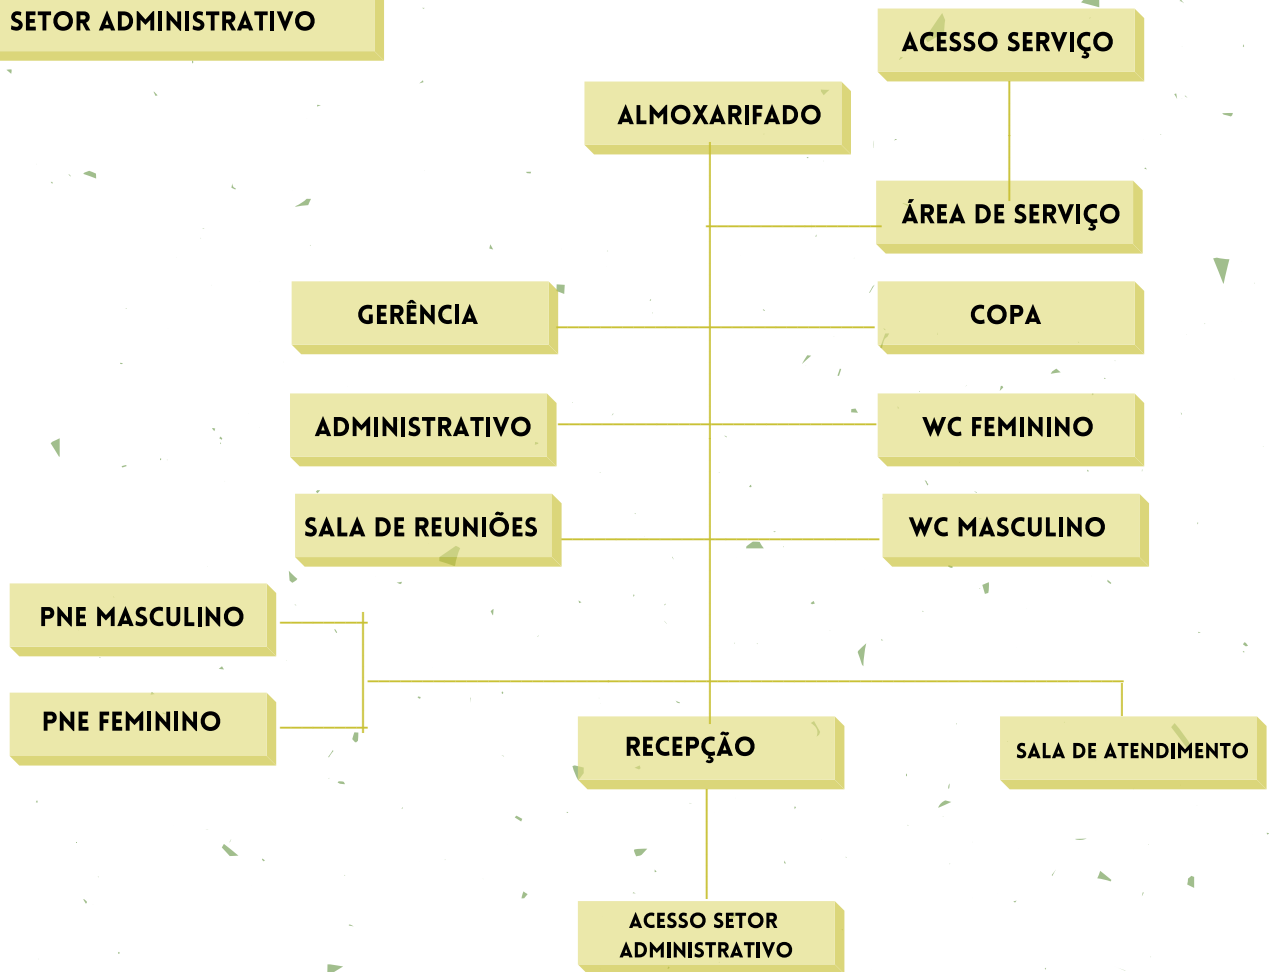 SETOR ADMINISTRATIVO
ACESSO SERVIÇO
ALMOXARIFADO
ÁREA DE SERVIÇO
GERÊNCIA
COPA
ADMINISTRATIVO
WC FEMININO
SALA DE REUNIÕES
WC MASCULINO
PNE MASCULINO
PNE FEMININO
RECEPÇÃO
SALA DE ATENDIMENTO
ACESSO SETOR
ADMINISTRATIVO